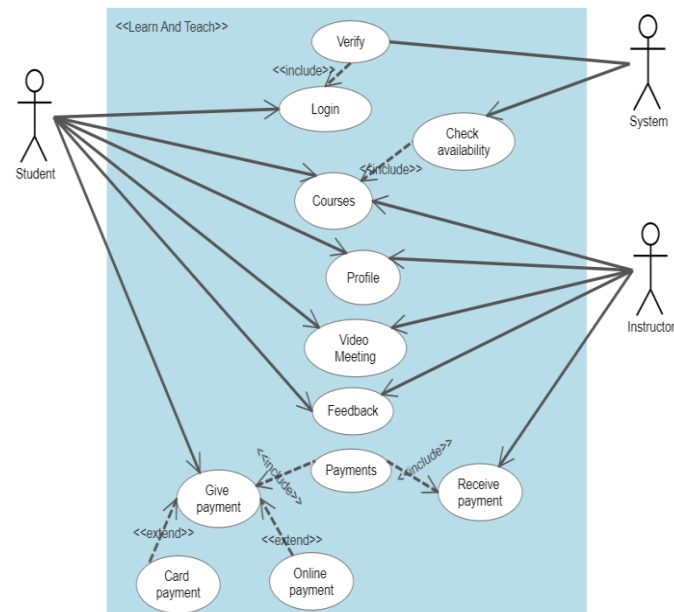 <<Learn And Teach>>
Verify
<<include>>
System
Login
Check
availability
Student
<<include>>
Courses
Profile
Instructor
Video
Meeting
Feedback
Payments
<<include>>
<<include>>
Give
payment
Receive
payment
<<extend>>
<<extend>>
Card
payment
Online
payment